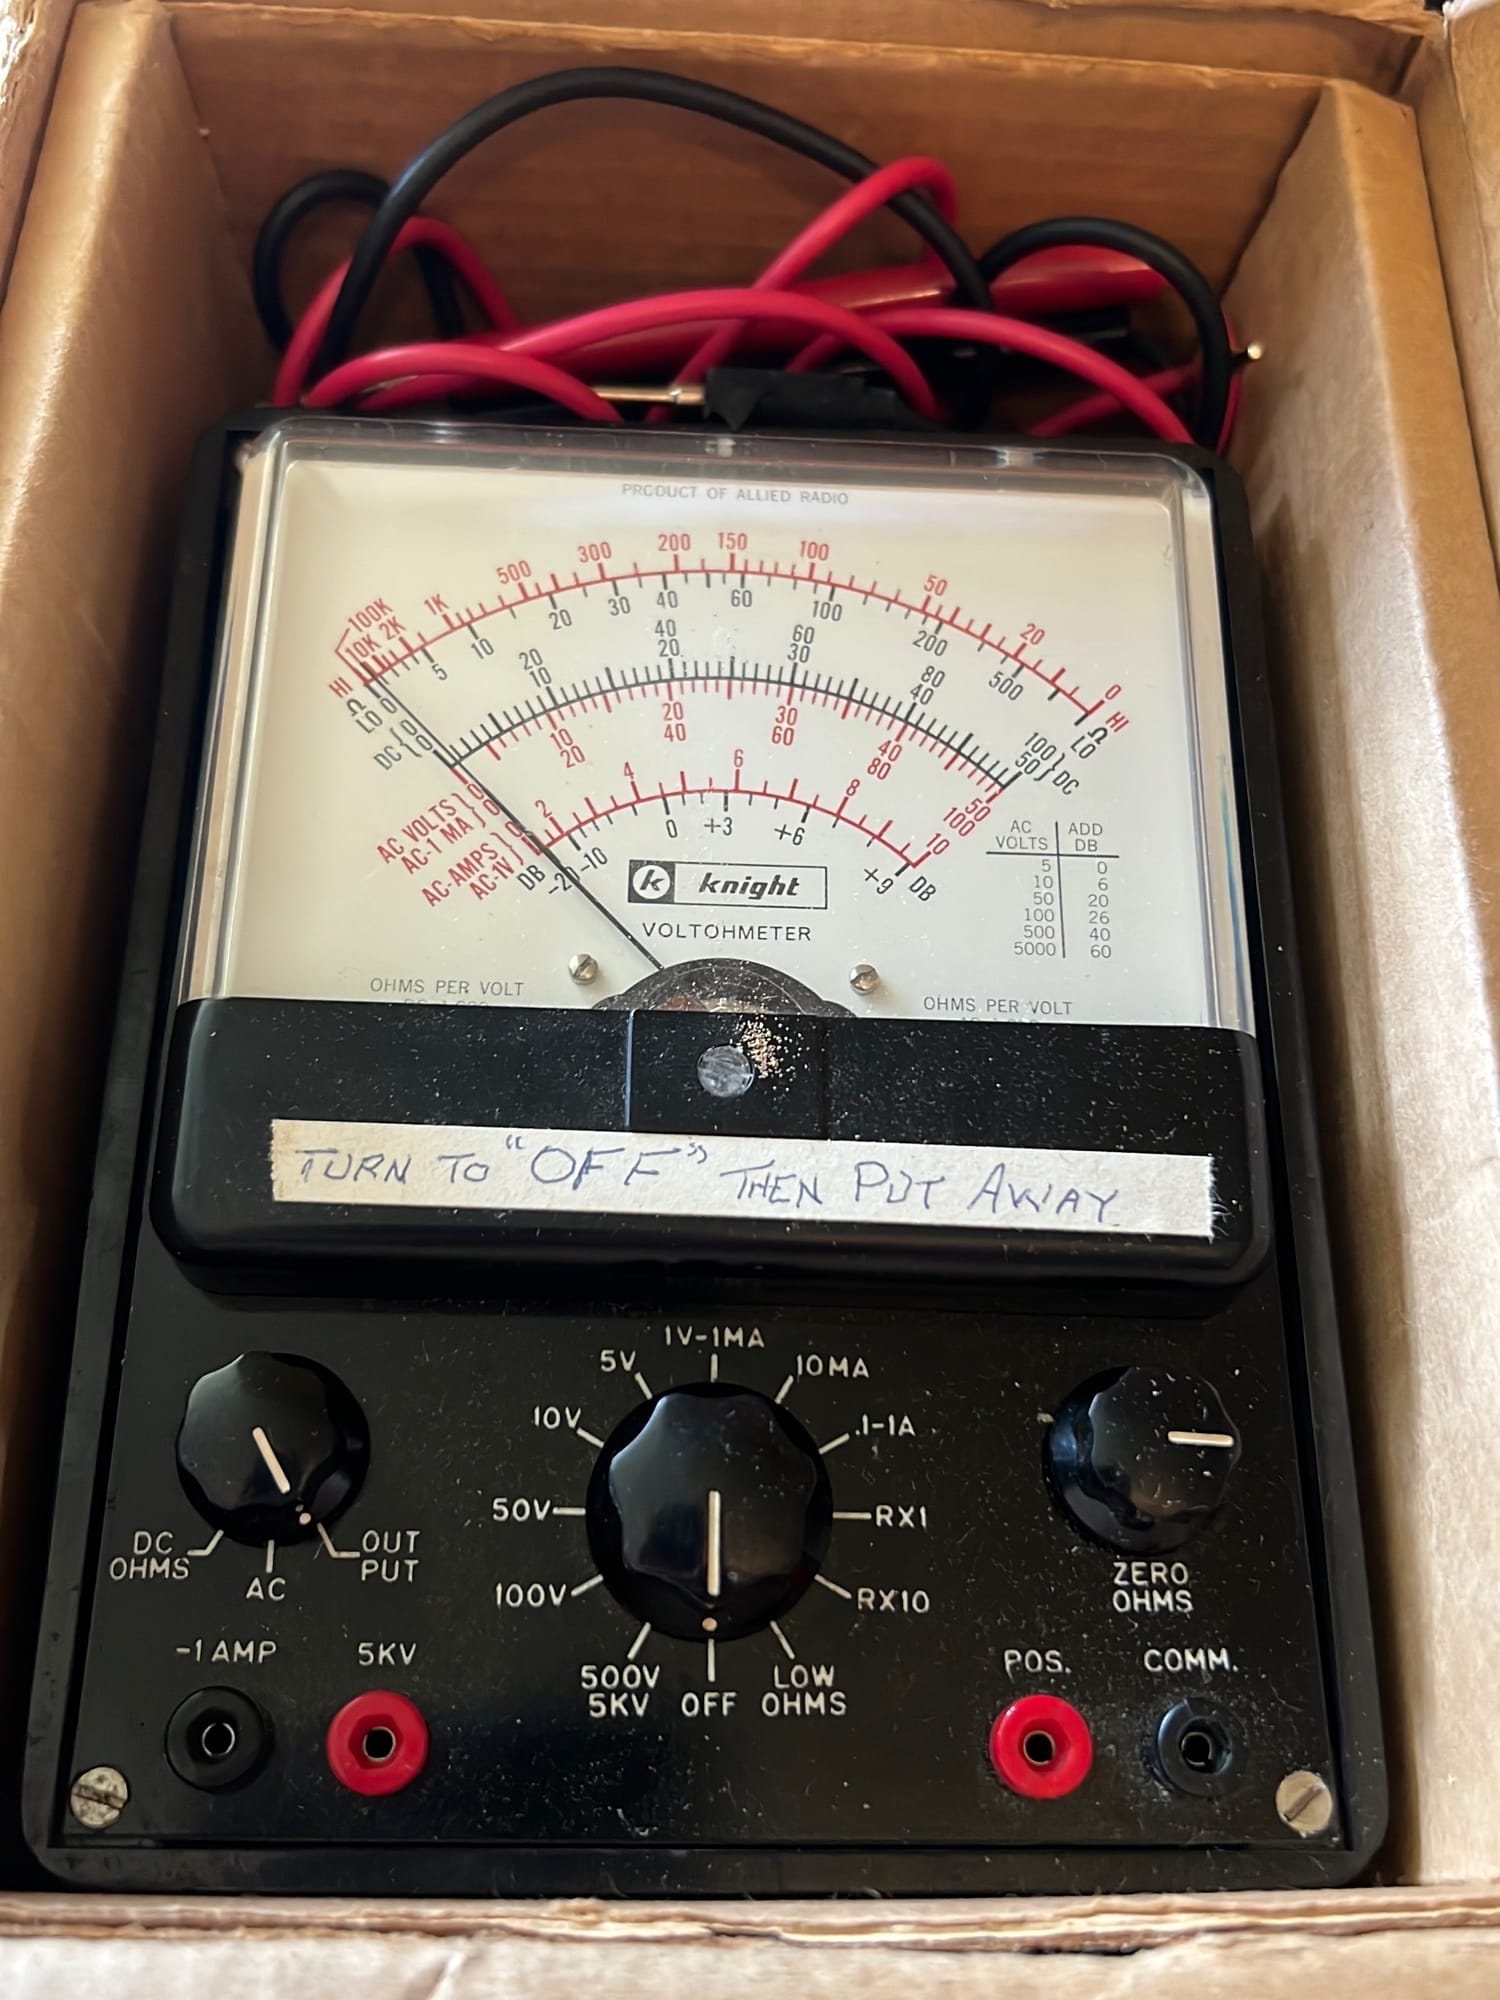 PRODUCT OF ALLIED RADIO
100K 10K 2K 1K 500 300 200 150 100 50 20 0
HI HI
Ω Ω
LO 0 5 10 20 30 40 60 100 200 500 LO
0 20 40 60 80 100
DC DC
0 10 20 30 40 50
AC VOLTS 0 10 20 30 40 50
AC-1 MA 0 20 40 60 80 100
AC-AMPS 0 2 4 6 8 10
AC-1V
DB -20 -10 0 +3 +6 +9 DB
AC VOLTS ADD DB
5 0
10 6
50 20
100 26
500 40
5000 60
k knight
VOLTOHMETER
OHMS PER VOLT
OHMS PER VOLT
TURN TO "OFF" THEN PUT AWAY
1V-1MA
5V 10MA
10V .1-1A
50V RX1
100V RX10
500V
5KV
OFF
LOW
OHMS
DC
OHMS
AC
OUT
PUT
ZERO
OHMS
-1 AMP 5KV POS. COMM.